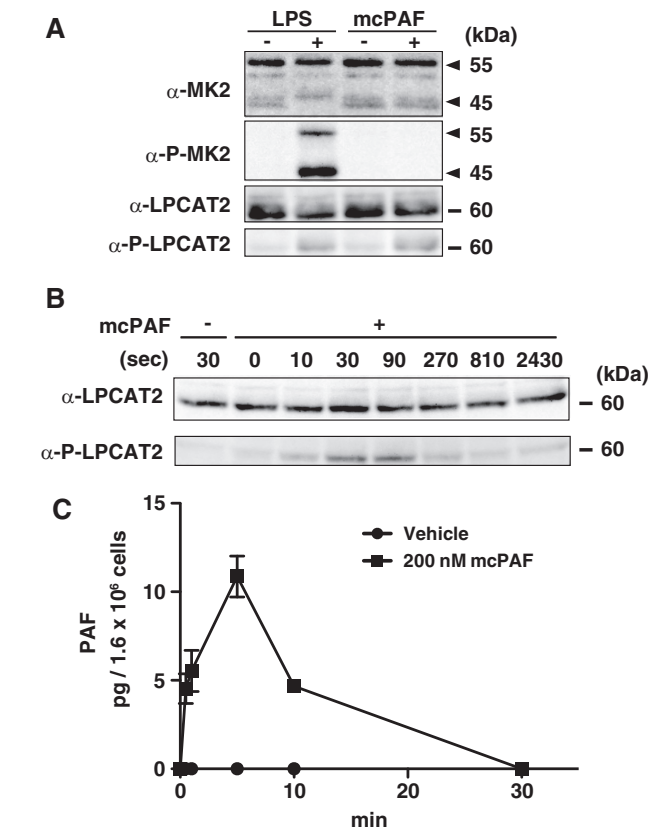 A
LPS mcPAF
- + - + (kDa)
α-MK2
55
45
α-P-MK2
55
45
α-LPCAT2
60
α-P-LPCAT2
60
B
mcPAF - +
(sec) 30 0 10 30 90 270 810 2430
(kDa)
α-LPCAT2
60
α-P-LPCAT2
60
C
PAF
pg / 1.6 x 10⁶ cells
15
10
5
0
Vehicle
200 nM mcPAF
0 10 20 30
min